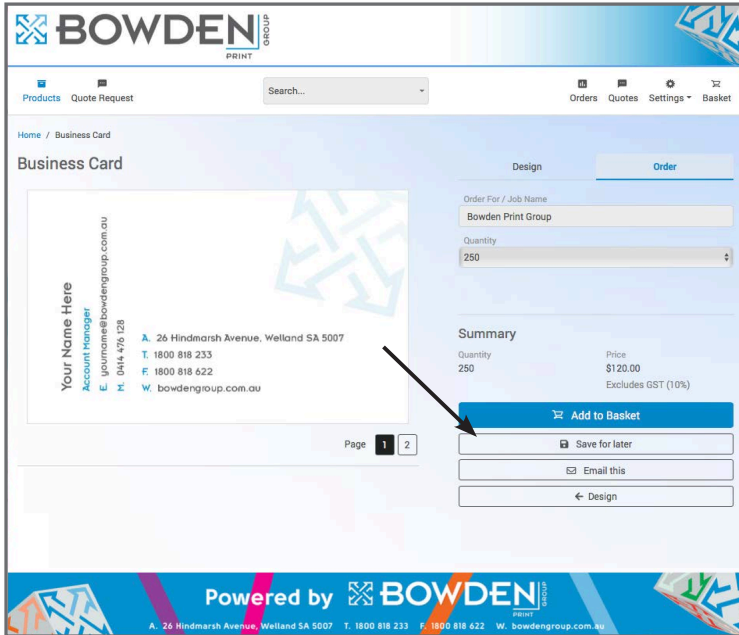 BOWDEN
PRINT
GROUP
Products Quote Request Search... Orders Quotes Settings Basket
Home / Business Card
Business Card
Design Order
Order For / Job Name
Bowden Print Group
Quantity
250
Your Name Here
Account Manager
E. yourname@bowdengroup.com.au
M. 0414 476 128
A. 26 Hindmarsh Avenue, Welland SA 5007
T. 1800 818 233
F. 1800 818 622
W. bowdengroup.com.au
Page 1 2
Summary
Quantity Price
250 $120.00
Excludes GST (10%)
Add to Basket
Save for later
Email this
← Design
Powered by BOWDEN
PRINT
GROUP
A. 26 Hindmarsh Avenue, Welland SA 5007 T. 1800 818 233 F. 1800 818 622 W. bowdengroup.com.au